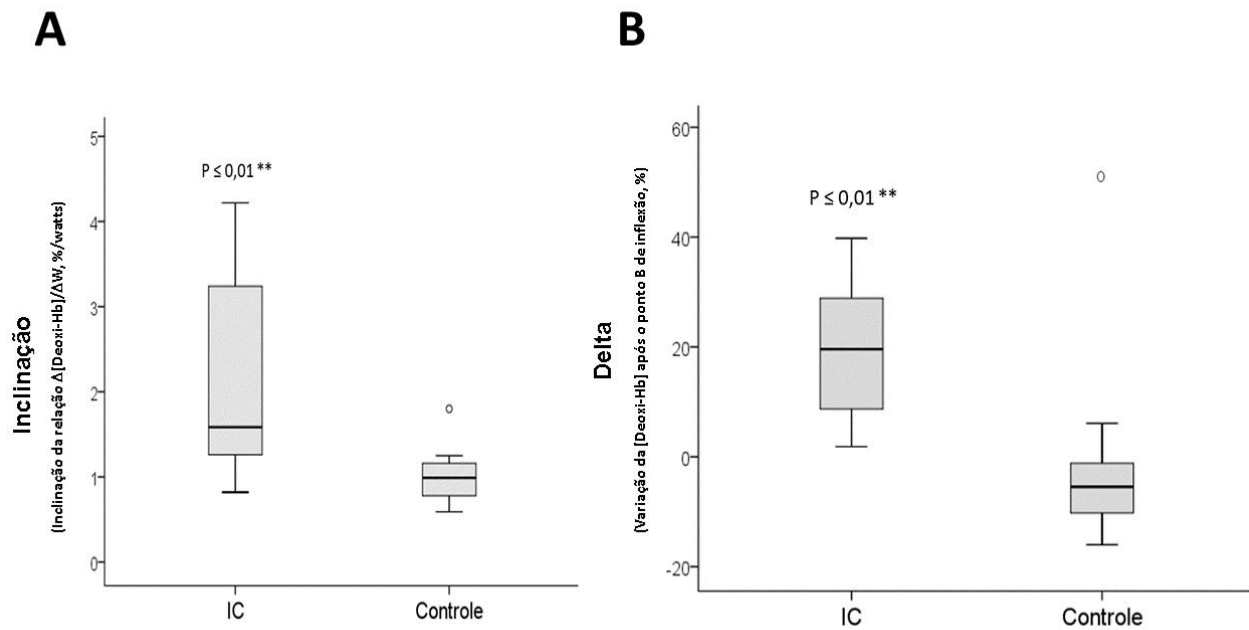 A
Inclinação
(Inclinação da relação Δ[Deoxi-Hb]/ΔW, %/watts)
5
4
3
2
1
0
P ≤ 0,01 **
IC
Controle
B
Delta
(Variação da [Deoxi-Hb] após o ponto B de inflexão, %)
60
40
20
0
-20
P ≤ 0,01 **
IC
Controle